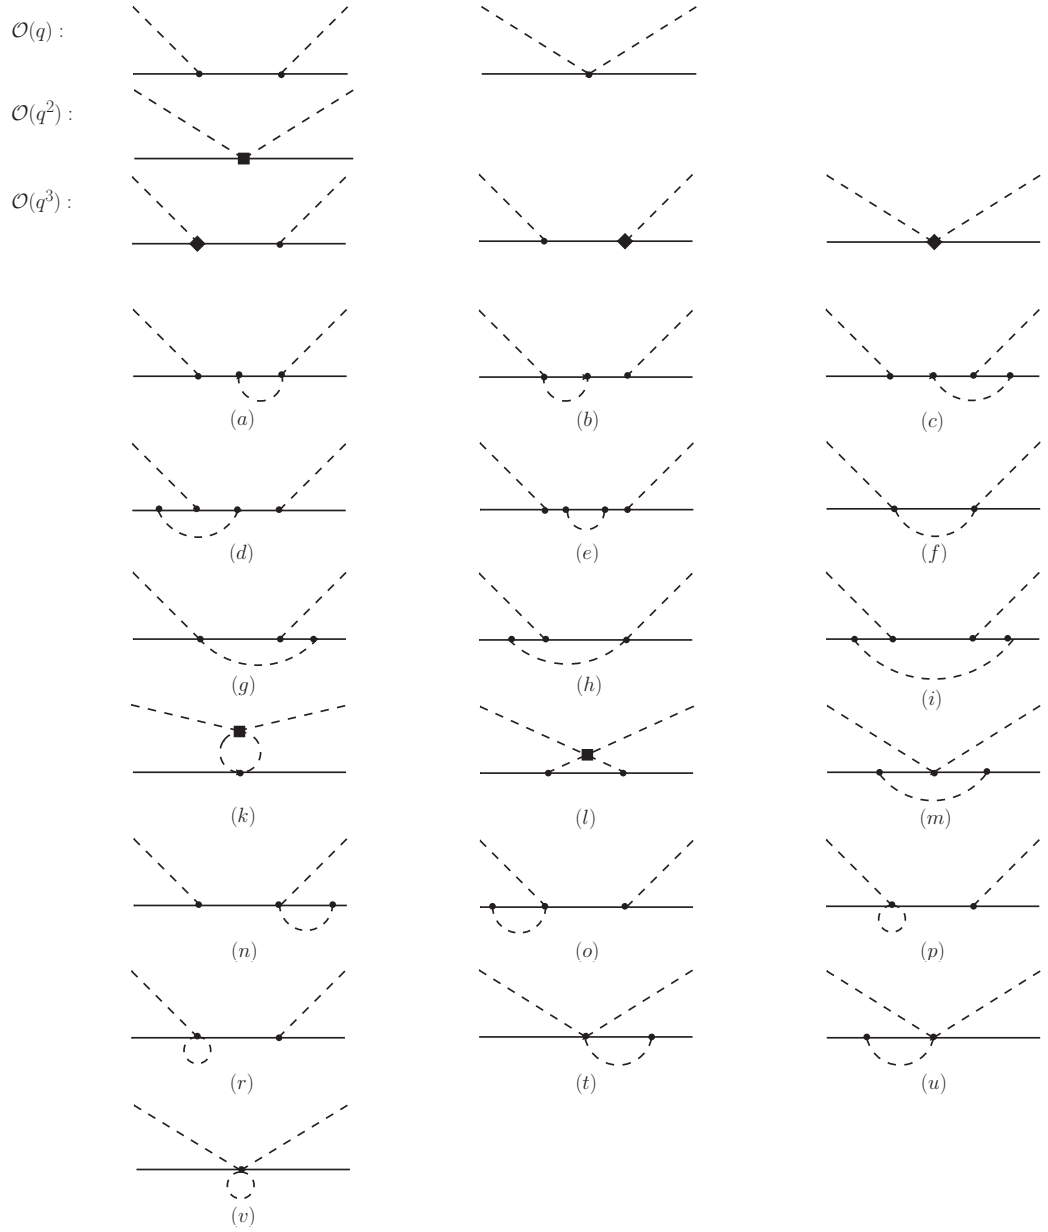 𝒪(q) :
𝒪(q²) :
𝒪(q³) :
(a) (b) (c)
(d) (e) (f)
(g) (h) (i)
(k) (l) (m)
(n) (o) (p)
(r) (t) (u)
(v)